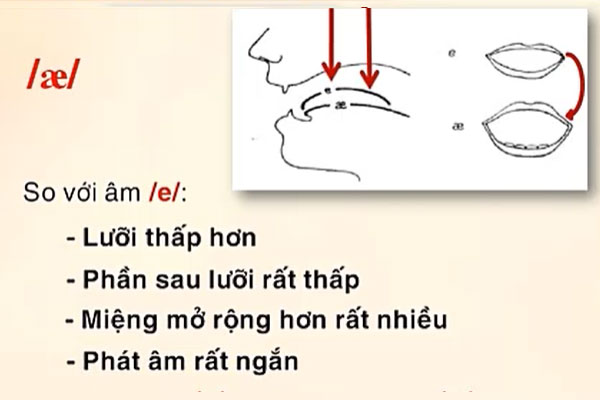 /æ/
e
e
æ
æ
So với âm /e/:
- Lưỡi thấp hơn
- Phần sau lưỡi rất thấp
- Miệng mở rộng hơn rất nhiều
- Phát âm rất ngắn